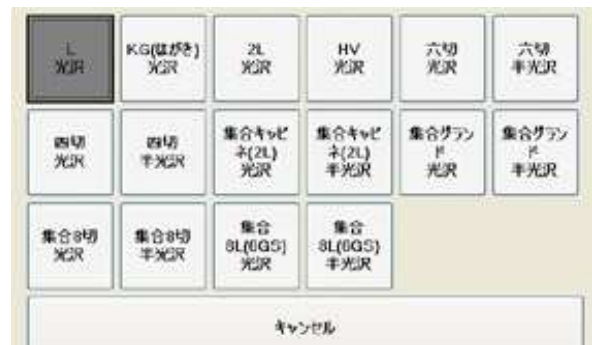 L
光沢
KG(はがき)
光沢
2L
光沢
HV
光沢
六切
光沢
六切
半光沢
四切
光沢
四切
半光沢
集合キャビ
ネ(2L)
光沢
集合キャビ
ネ(2L)
半光沢
集合グラン
ド
光沢
集合グラン
ド
半光沢
集合8切
光沢
集合8切
半光沢
集合
8L(6GS)
光沢
集合
8L(6GS)
半光沢
キャンセル